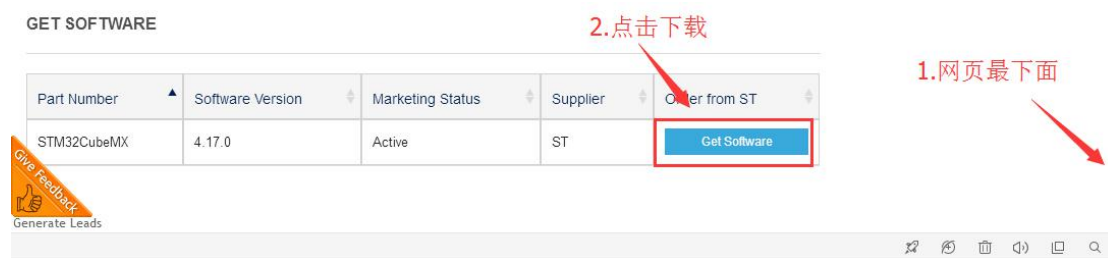 GET SOFTWARE
2.点击下载
1.网页最下面
Part Number Software Version Marketing Status Supplier Order from ST
STM32CubeMX 4.17.0 Active ST Get Software
Give Feedback
Generate Leads